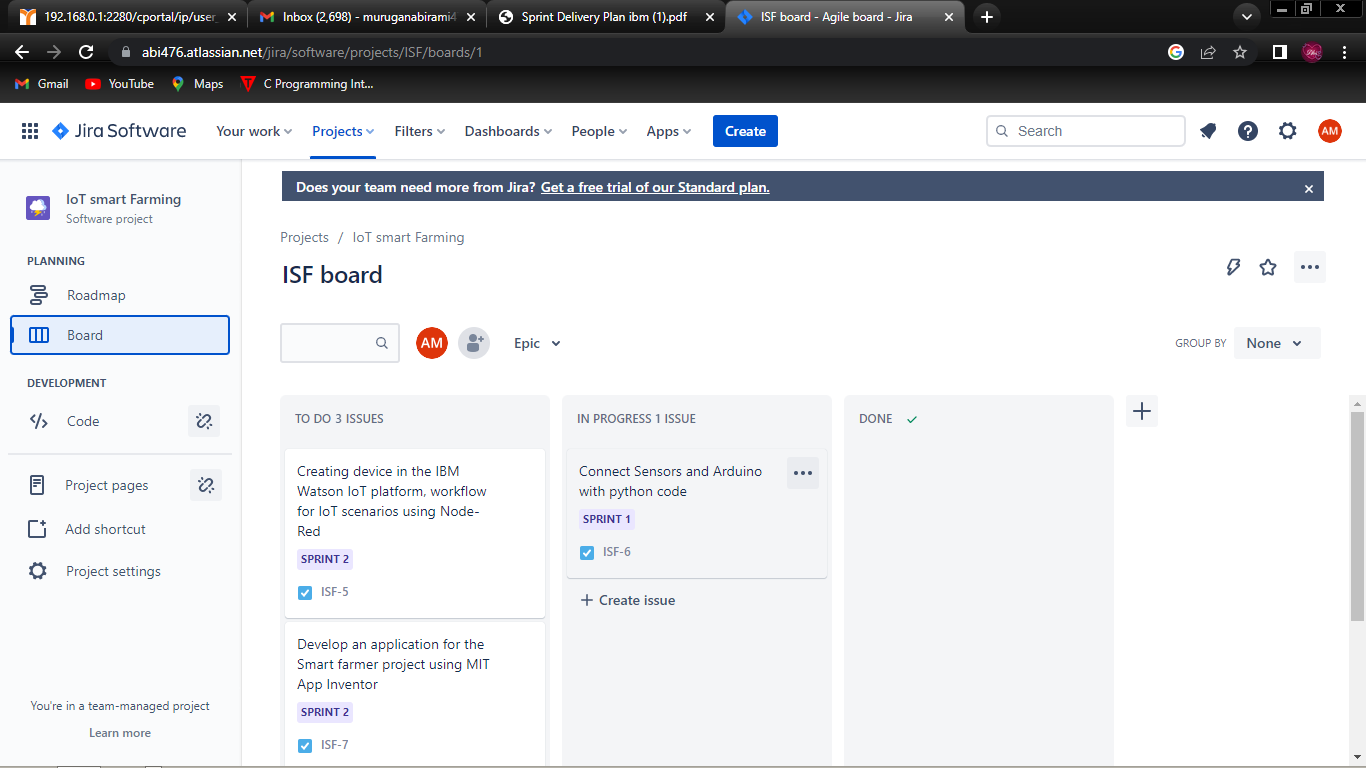 192.168.0.1:2280/cportal/ip/user_
Inbox (2,698) - muruganabirami4
Sprint Delivery Plan ibm (1).pdf
ISF board - Agile board - Jira
abi476.atlassian.net/jira/software/projects/ISF/boards/1
Gmail
YouTube
Maps
C Programming Int...
Jira Software
Your work
Projects
Filters
Dashboards
People
Apps
Create
Search
AM
Does your team need more from Jira? Get a free trial of our Standard plan.
IoT smart Farming
Software project
PLANNING
Roadmap
Board
DEVELOPMENT
Code
Project pages
Add shortcut
Project settings
You're in a team-managed project
Learn more
Projects / IoT smart Farming
ISF board
AM
Epic
GROUP BY
None
TO DO 3 ISSUES
Creating device in the IBM
Watson IoT platform, workflow
for IoT scenarios using Node-
Red
SPRINT 2
ISF-5
Develop an application for the
Smart farmer project using MIT
App Inventor
SPRINT 2
ISF-7
IN PROGRESS 1 ISSUE
Connect Sensors and Arduino
with python code
SPRINT 1
ISF-6
Create issue
DONE